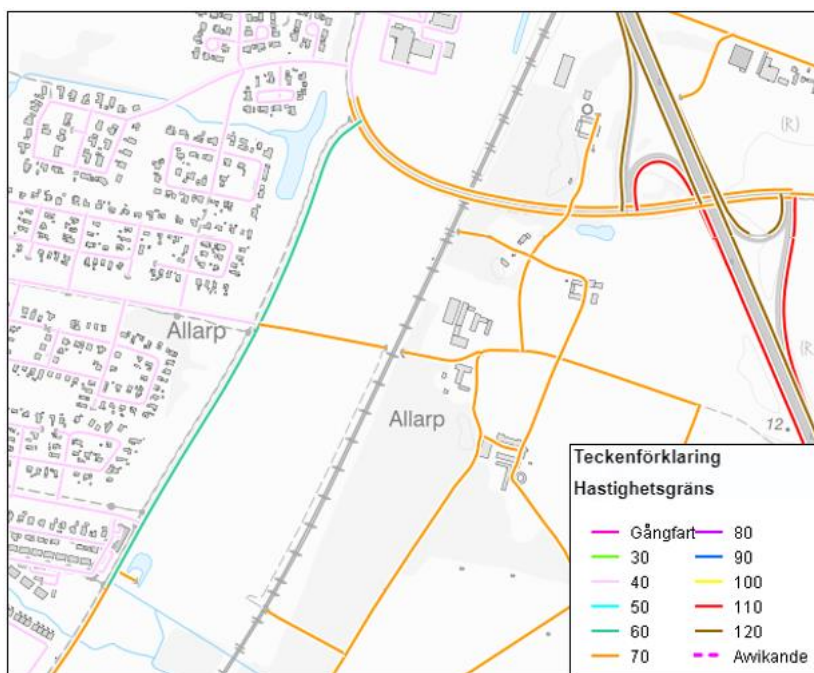 (R)
Allarp
Allarp
(R
12
Teckenförklaring
Hastighetsgräns
Gångfart 80
30 90
40 100
50 110
60 120
70 Avvikande